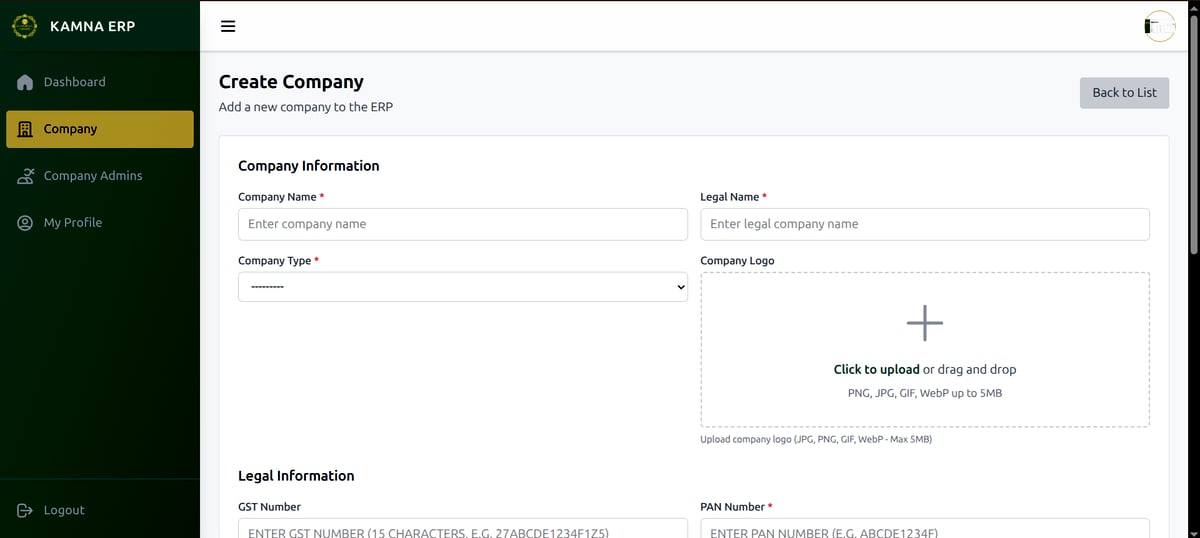 KAMNA ERP
Dashboard
Company
Company Admins
My Profile
Logout
Create Company
Add a new company to the ERP
Back to List
Company Information
Company Name *
Enter company name
Legal Name *
Enter legal company name
Company Type *
---------
Company Logo
Click to upload or drag and drop
PNG, JPG, GIF, WebP up to 5MB
Upload company logo (JPG, PNG, GIF, WebP - Max 5MB)
Legal Information
GST Number
ENTER GST NUMBER (15 CHARACTERS, E.G. 27ABCDE1234F1Z5)
PAN Number *
ENTER PAN NUMBER (E.G. ABCDE1234F)